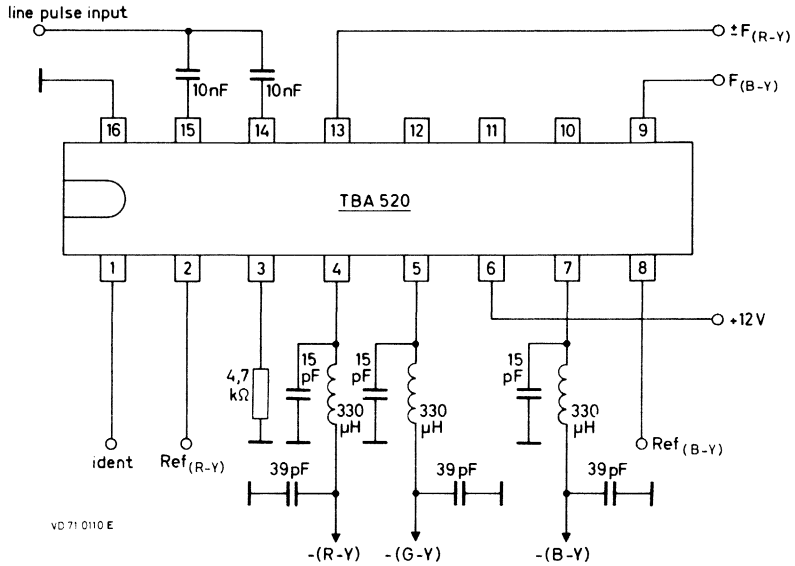 line pulse input
±F(R-Y)
F(B-Y)
10nF
10nF
16
15
14
13
12
11
10
9
TBA 520
1
2
3
4
5
6
7
8
+12V
4,7 kΩ
15 pF
330 µH
15 pF
330 µH
15 pF
330 µH
ident
Ref(R-Y)
Ref(B-Y)
39pF
39pF
39pF
VD 71 0110 E
-(R-Y)
-(G-Y)
-(B-Y)